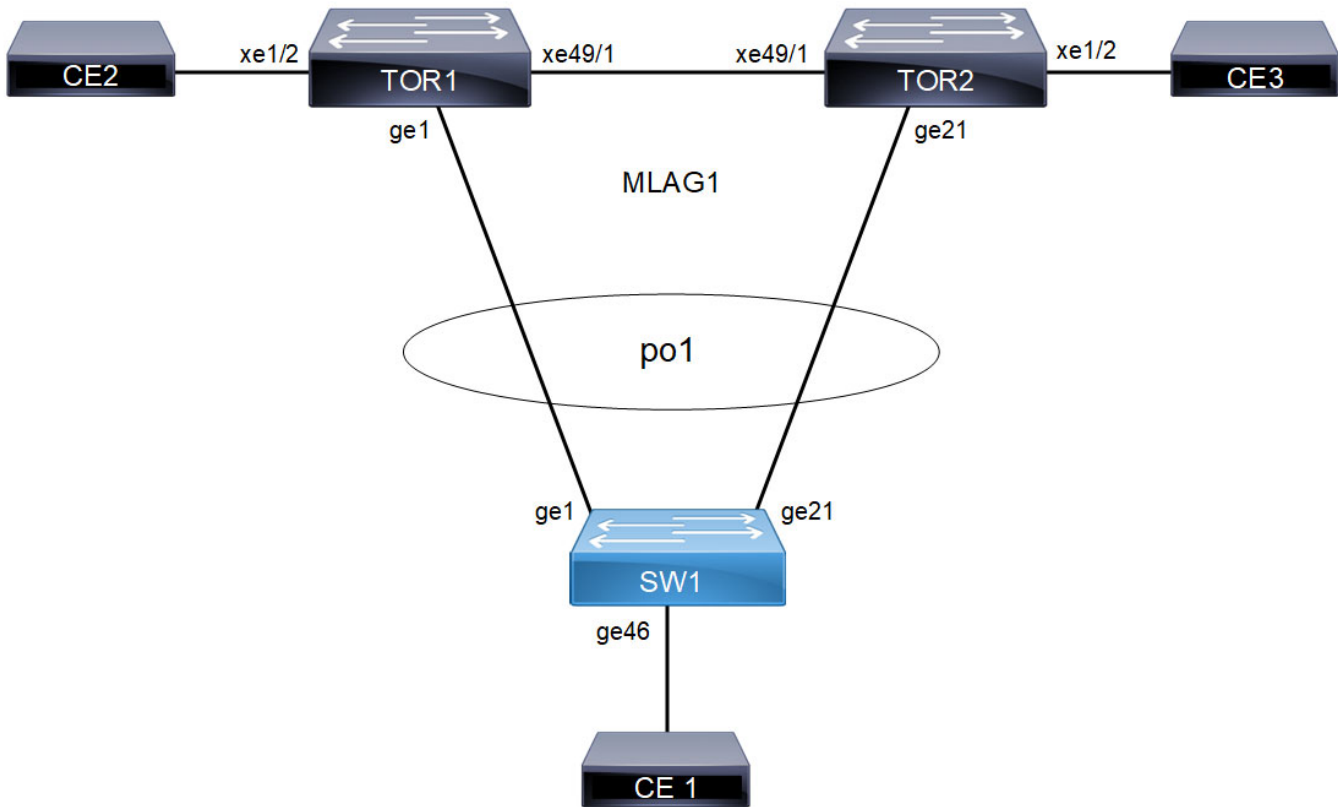 CE2
xe1/2
TOR1
xe49/1
xe49/1
TOR2
xe1/2
CE3
ge1
ge21
MLAG1
po1
ge1
ge21
SW1
ge46
CE 1